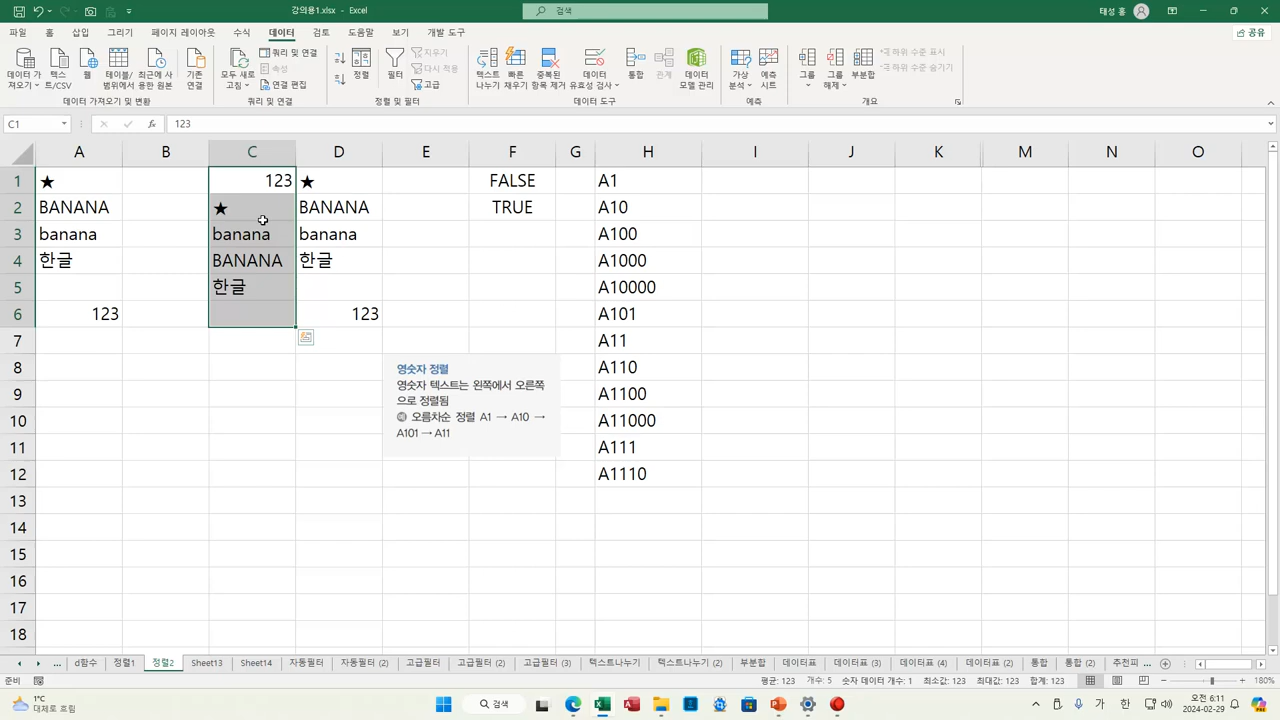 강의용1.xlsx - Excel
검색
태성 홍
파일 홈 삽입 그리기 페이지 레이아웃 수식 데이터 검토 도움말 보기 개발 도구
공유
데이터 가져오기
텍스트/CSV
웹
테이블/범위에서
최근에 사용한 원본
기존 연결
데이터 가져오기 및 변환
모두 새로 고침
쿼리 및 연결
속성
연결 편집
쿼리 및 연결
정렬
필터
지우기
다시 적용
고급
정렬 및 필터
텍스트 나누기
빠른 채우기
중복된 항목 제거
데이터 유효성 검사
통합
관계
데이터 모델 관리
데이터 도구
가상 분석
예측 시트
예측
그룹
그룹 해제
부분합
하위 수준 표시
하위 수준 숨기기
개요
C1 fx 123
A B C D E F G H I J K L M N O
1 ★ 123 ★ FALSE A1
2 BANANA ★ BANANA TRUE A10
3 banana banana banana A100
4 한글 BANANA 한글 A1000
5 한글 A10000
6 123 123 A101
7 A11
8 A110
9 A1100
10 A11000
11 A111
12 A1110
13
14
15
16
17
18
영숫자 정렬
영숫자 텍스트는 왼쪽에서 오른쪽
으로 정렬됨
예 오름차순 정렬 A1 → A10 →
A101 → A11
... d함수 정렬1 정렬2 Sheet13 Sheet14 자동필터 자동필터 (2) 고급필터 고급필터 (2) 고급필터 (3) 텍스트나누기 텍스트나누기 (2) 부분합 데이터표 데이터표 (3) 데이터표 (4) 데이터표 (2) 통합 통합 (2) 추천피 ...
준비 평균: 123 개수: 5 숫자 데이터 개수: 1 최소값: 123 최대값: 123 합계: 123 180%
1°C
대체로 흐림
검색
가 한
오전 6:11
2024-02-29